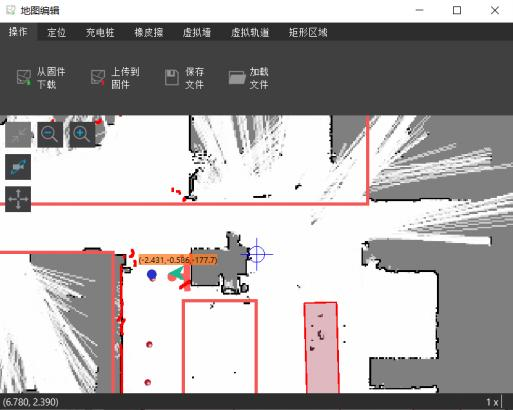 地图编辑
操作 定位 充电桩 橡皮擦 虚拟墙 虚拟轨道 矩形区域
从固件 上传到 保存 加载
下载 固件 文件 文件
(-2.431,-0.586,-177.7)
(6.780, 2.390) 1 x